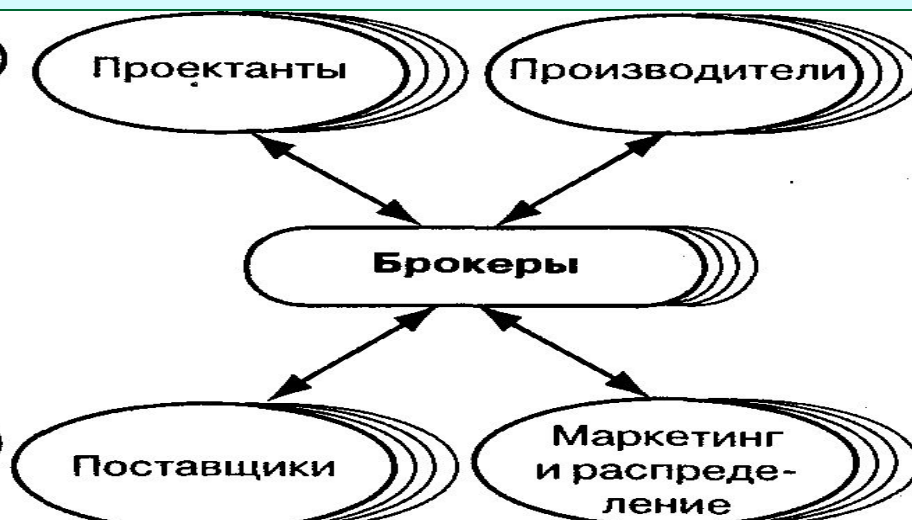 Проектанты
Производители
Брокеры
Поставщики
Маркетинг
и распреде-
ление